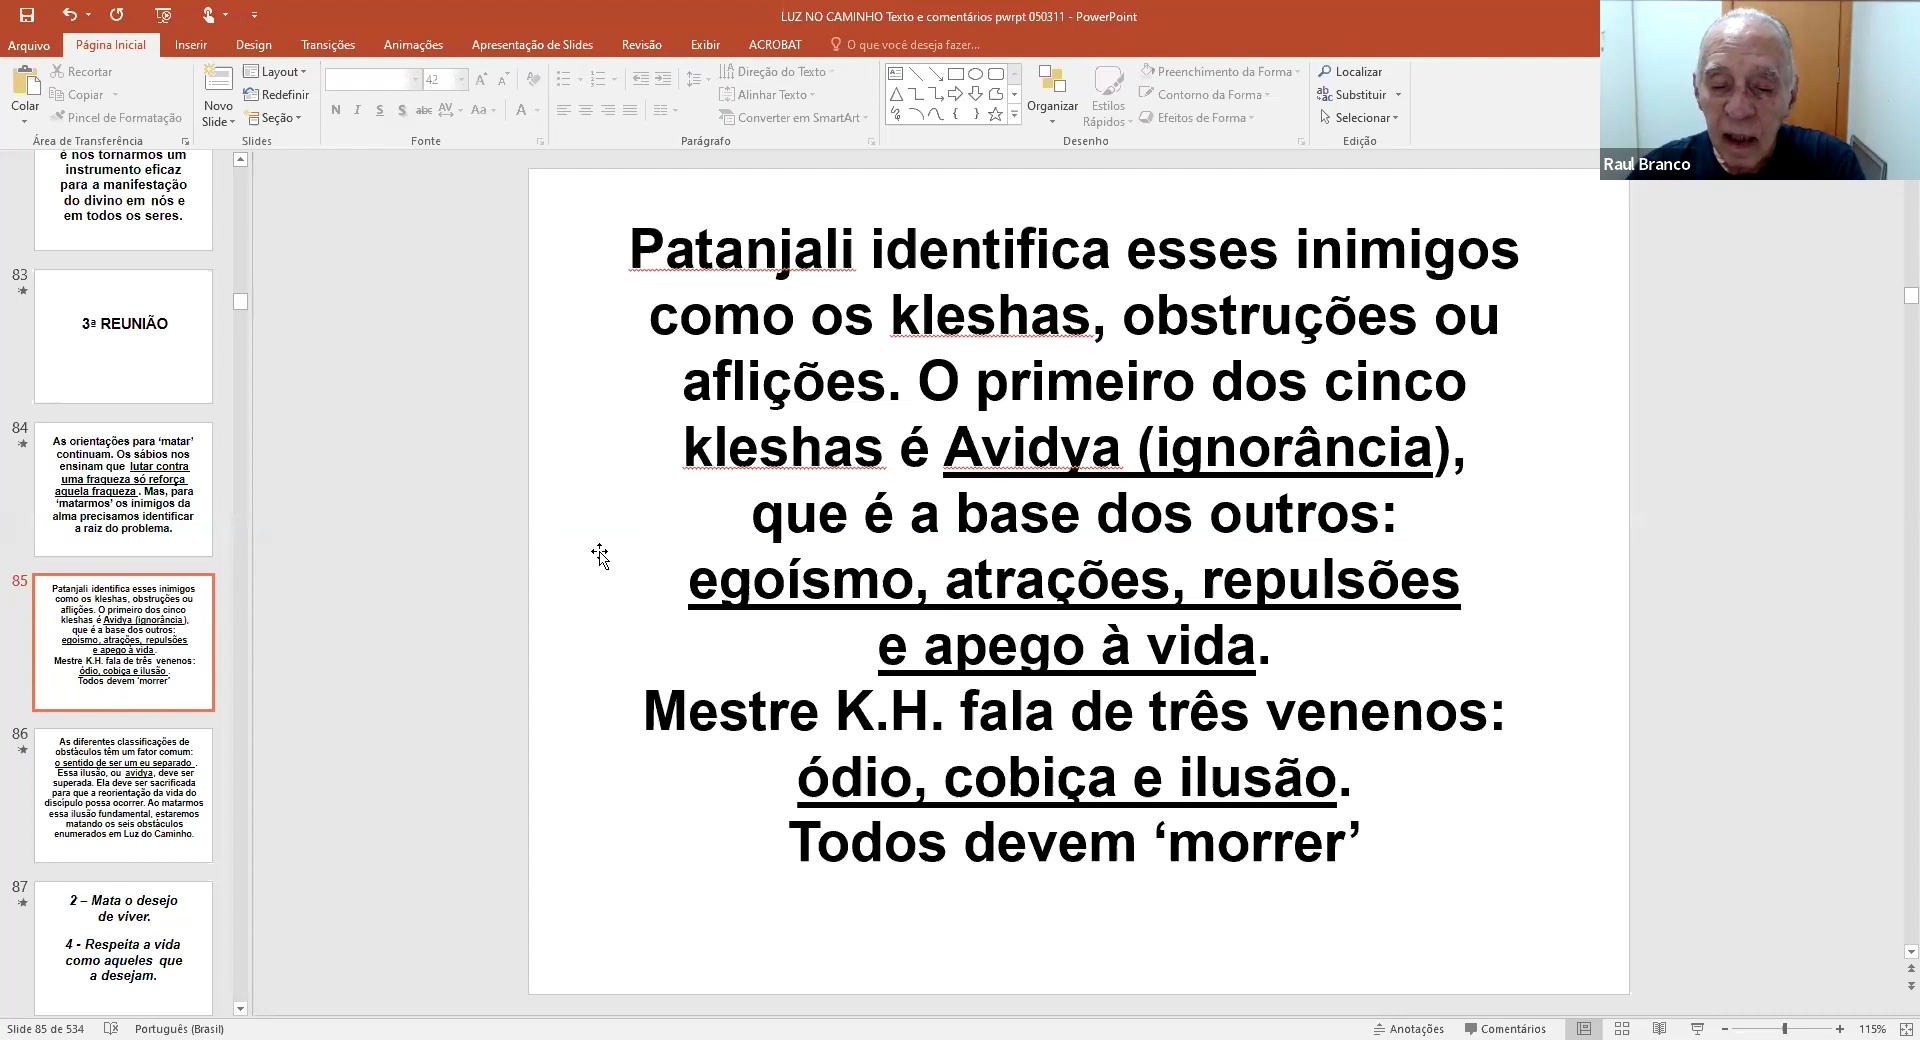 LUZ NO CAMINHO Texto e comentários pwrpt 050311 - PowerPoint
Arquivo
Página Inicial
Inserir
Design
Transições
Animações
Apresentação de Slides
Revisão
Exibir
ACROBAT
O que você deseja fazer...
Colar
Recortar
Copiar
Pincel de Formatação
Área de Transferência
Novo
Slide
Layout
Redefinir
Seção
Slides
42
N I S S abc AV Aa A
Fonte
Direção do Texto
Alinhar Texto
Converter em SmartArt
Parágrafo
Organizar
Estilos
Rápidos
Preenchimento da Forma
Contorno da Forma
Efeitos de Forma
Desenho
Localizar
Substituir
Selecionar
Edição
Raul Branco
é nos tornarmos um
instrumento eficaz
para a manifestação
do divino em nós e
em todos os seres.
83
3ª REUNIÃO
84
As orientações para ‘matar’
continuam. Os sábios nos
ensinam que lutar contra
uma fraqueza só reforça
aquela fraqueza. Mas, para
‘matarmos’ os inimigos da
alma precisamos identificar
a raiz do problema.
85
Patanjali identifica esses inimigos
como os kleshas, obstruções ou
aflições. O primeiro dos cinco
kleshas é Avidya (ignorância),
que é a base dos outros:
egoísmo, atrações, repulsões
e apego à vida.
Mestre K.H. fala de três venenos:
ódio, cobiça e ilusão.
Todos devem ‘morrer’
86
As diferentes classificações de
obstáculos têm um fator comum:
o sentido de ser um eu separado.
Essa ilusão, ou avidya, deve ser
superada. Ela deve ser sacrificada
para que a reorientação da vida do
discípulo possa ocorrer. Ao matarmos
essa ilusão fundamental, estaremos
matando os seis obstáculos
enumerados em Luz do Caminho.
87
2 – Mata o desejo
de viver.
4 - Respeita a vida
como aqueles que
a desejam.
Patanjali identifica esses inimigos
como os kleshas, obstruções ou
aflições. O primeiro dos cinco
kleshas é Avidya (ignorância),
que é a base dos outros:
egoísmo, atrações, repulsões
e apego à vida.
Mestre K.H. fala de três venenos:
ódio, cobiça e ilusão.
Todos devem ‘morrer’
Slide 85 de 534
Português (Brasil)
Anotações
Comentários
115%